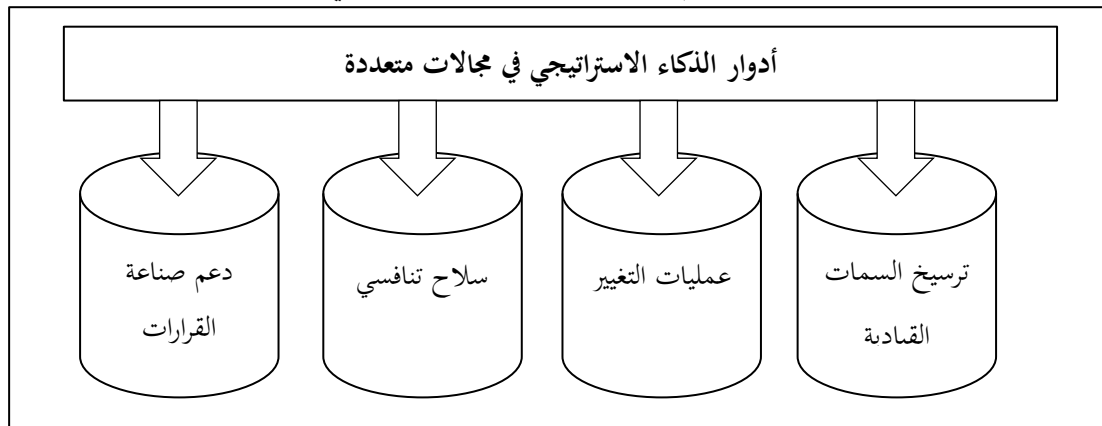 أدوار الذكاء الاستراتيجي في مجالات متعددة
ترسيخ السمات
القيادية
عمليات التغيير
سلاح تنافسي
دعم صناعة
القرارات